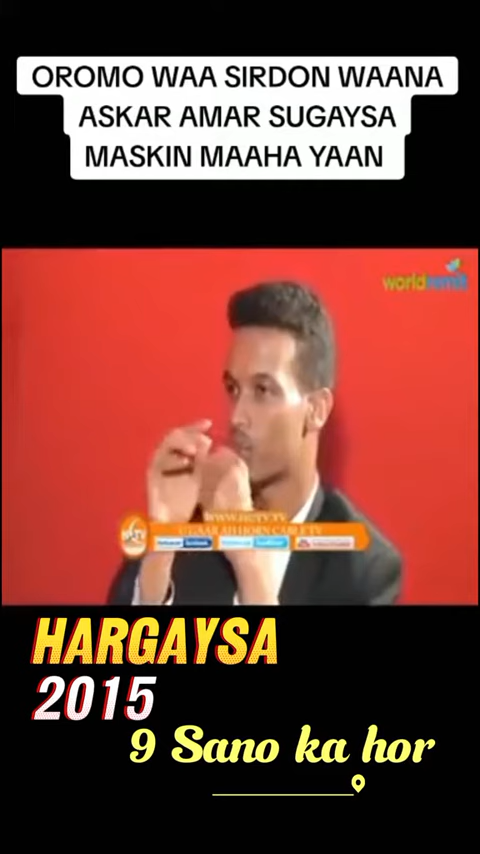 OROMO WAA SIRDON WAANA
ASKAR AMAR SUGAYSA
MASKIN MAAHA YAAN
worldremit
HARGAYSA
2015
9 Sano ka hor